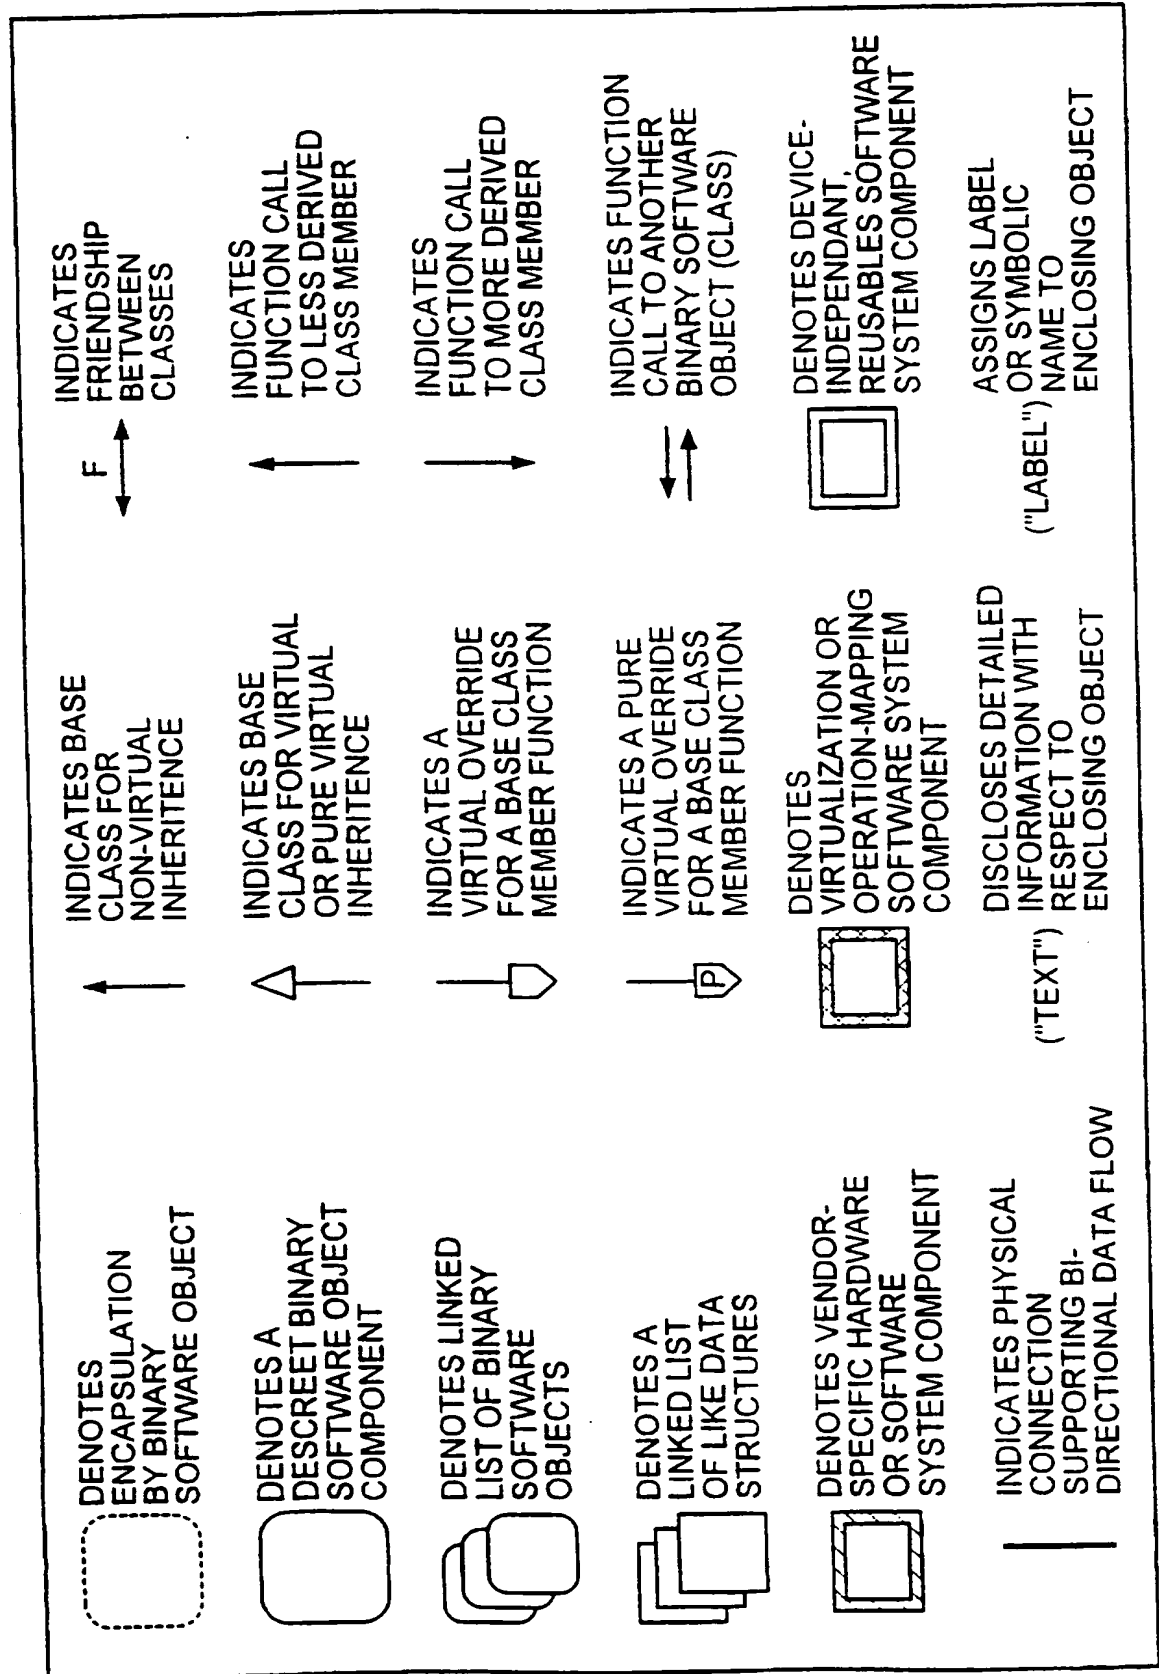 DENOTES
ENCAPSULATION
BY BINARY
SOFTWARE OBJECT
DENOTES A
DESCREET BINARY
SOFTWARE OBJECT
COMPONENT
DENOTES LINKED
LIST OF BINARY
SOFTWARE
OBJECTS
DENOTES A
LINKED LIST
OF LIKE DATA
STRUCTURES
DENOTES VENDOR-
SPECIFIC HARDWARE
OR SOFTWARE
SYSTEM COMPONENT
INDICATES PHYSICAL
CONNECTION
SUPPORTING BI-
DIRECTIONAL DATA FLOW
INDICATES BASE
CLASS FOR
NON-VIRTUAL
INHERITENCE
INDICATES BASE
CLASS FOR VIRTUAL
OR PURE VIRTUAL
INHERITENCE
INDICATES A
VIRTUAL OVERRIDE
FOR A BASE CLASS
MEMBER FUNCTION
P
INDICATES A PURE
VIRTUAL OVERRIDE
FOR A BASE CLASS
MEMBER FUNCTION
DENOTES
VIRTUALIZATION OR
OPERATION-MAPPING
SOFTWARE SYSTEM
COMPONENT
("TEXT")
DISCLOSES DETAILED
INFORMATION WITH
RESPECT TO
ENCLOSING OBJECT
F
INDICATES
FRIENDSHIP
BETWEEN
CLASSES
INDICATES
FUNCTION CALL
TO LESS DERIVED
CLASS MEMBER
INDICATES
FUNCTION CALL
TO MORE DERIVED
CLASS MEMBER
INDICATES FUNCTION
CALL TO ANOTHER
BINARY SOFTWARE
OBJECT (CLASS)
DENOTES DEVICE-
INDEPENDANT,
REUSABLES SOFTWARE
SYSTEM COMPONENT
("LABEL")
ASSIGNS LABEL
OR SYMBOLIC
NAME TO
ENCLOSING OBJECT